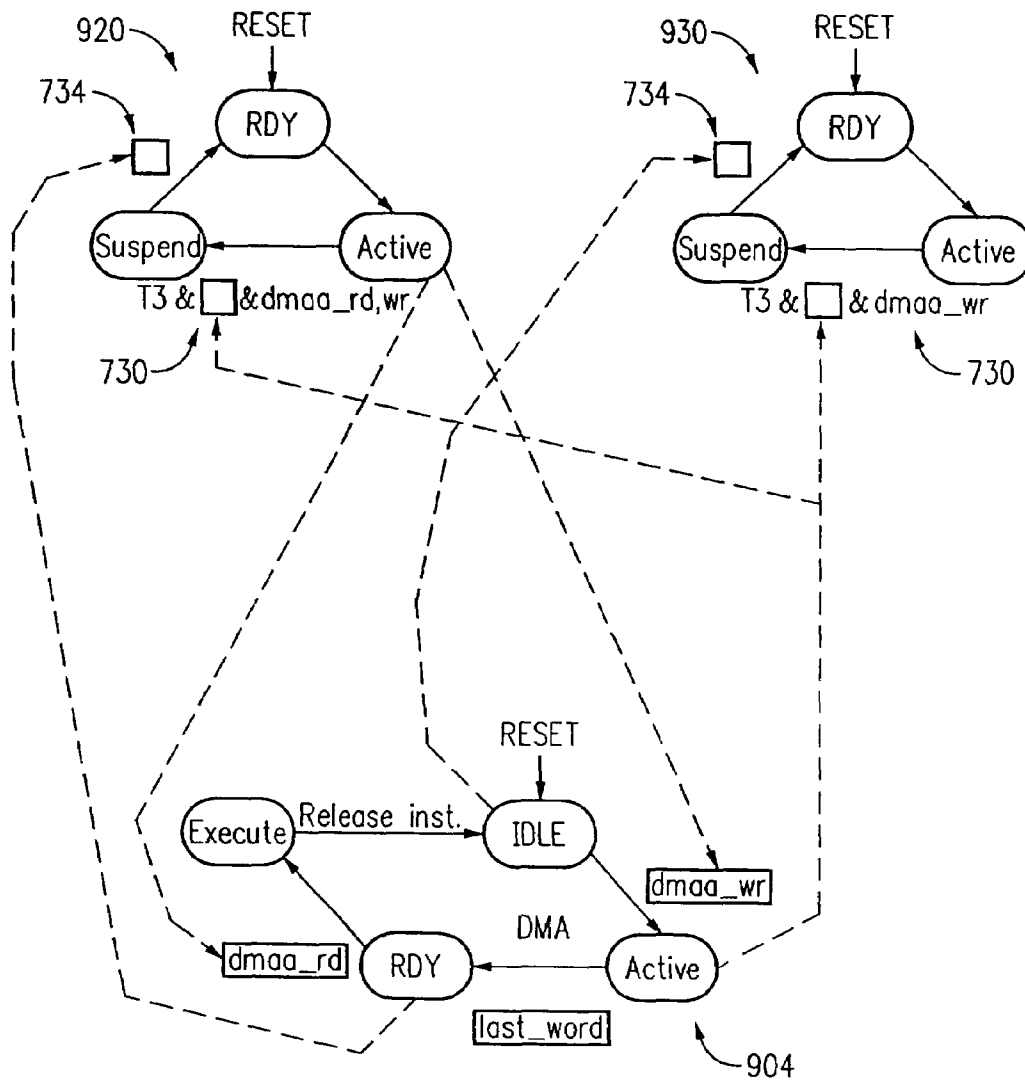 920
RESET
930
RESET
734
734
RDY
RDY
Suspend
Active
Suspend
Active
T3 & &dmaa_rd,wr
T3 & & dmaa_wr
730
730
RESET
Execute
Release inst.
IDLE
dmaa_wr
DMA
dmaa_rd
RDY
Active
last_word
904